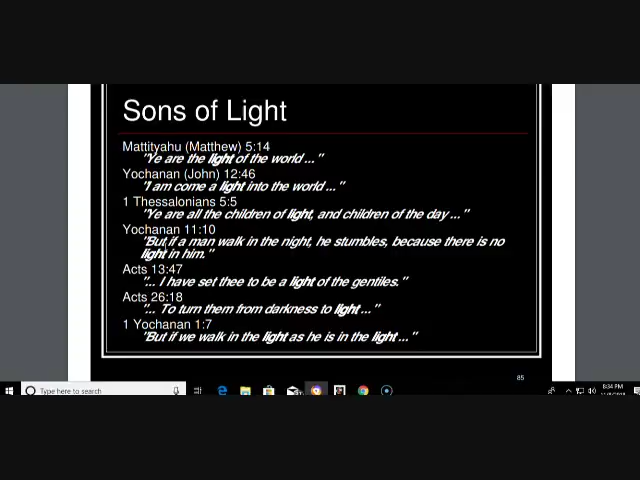 Sons of Light
Mattityahu (Matthew) 5:14
"Ye are the light of the world ..."
Yochanan (John) 12:46
"I am come a light into the world ..."
1 Thessalonians 5:5
"Ye are all the children of light, and children of the day ..."
Yochanan 11:10
"But if a man walk in the night, he stumbles, because there is no
light in him."
Acts 13:47
"... I have set thee to be a light of the gentiles."
Acts 26:18
"... To turn them from darkness to light ..."
1 Yochanan 1:7
"But if we walk in the light as he is in the light ..."
85
Type here to search
8:34 PM